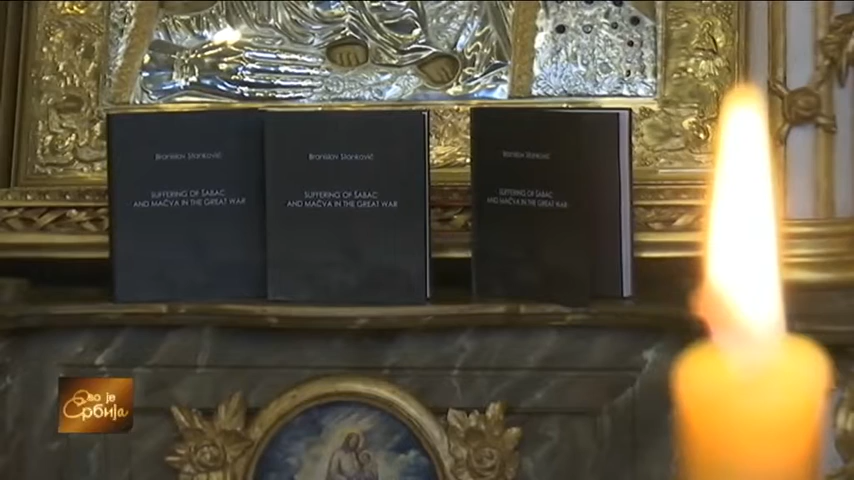 Branislav Stanković
SUFFERING OF ŠABAC
AND MAČVA IN THE GREAT WAR
Branislav Stanković
SUFFERING OF ŠABAC
AND MAČVA IN THE GREAT WAR
Branislav Stanković
SUFFERING OF ŠABAC
AND MAČVA IN THE GREAT WAR
Ово је
Србија